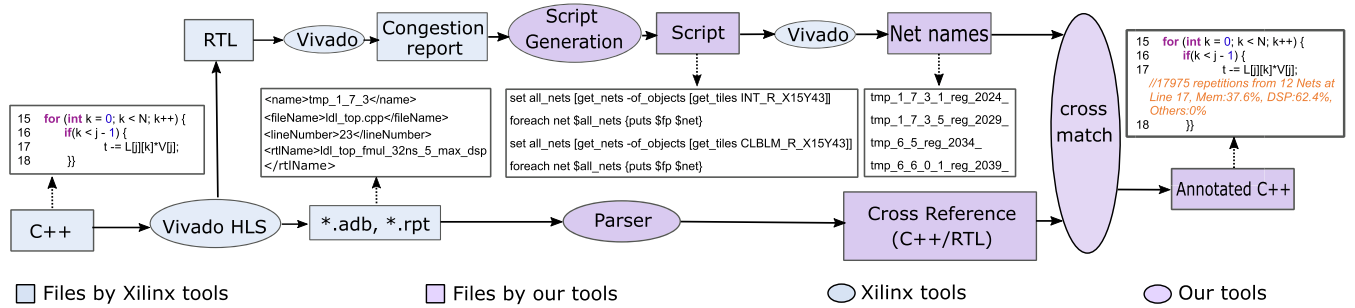 RTL
Vivado
Congestion
report
Script
Generation
Script
Vivado
Net names
15 for (int k = 0; k < N; k++) {
16 if(k < j - 1) {
17 t -= L[j][k]*V[j];
18 }}
<name>tmp_1_7_3</name>
<fileName>ldl_top.cpp</fileName>
<lineNumber>23</lineNumber>
<rtlName>ldl_top_fmul_32ns_5_max_dsp
</rtlName>
set all_nets [get_nets -of_objects [get_tiles INT_R_X15Y43]]
foreach net $all_nets {puts $fp $net}
set all_nets [get_nets -of_objects [get_tiles CLBLM_R_X15Y43]]
foreach net $all_nets {puts $fp $net}
tmp_1_7_3_1_reg_2024_
tmp_1_7_3_5_reg_2029_
tmp_6_5_reg_2034_
tmp_6_6_0_1_reg_2039_
cross
match
15 for (int k = 0; k < N; k++) {
16 if(k < j - 1) {
17 t -= L[j][k]*V[j];
//17975 repetitions from 12 Nets at
Line 17, Mem:37.6%, DSP:62.4%,
Others:0%
18 }}
C++
Vivado HLS
*.adb, *.rpt
Parser
Cross Reference
(C++/RTL)
Annotated C++
Files by Xilinx tools
Files by our tools
Xilinx tools
Our tools